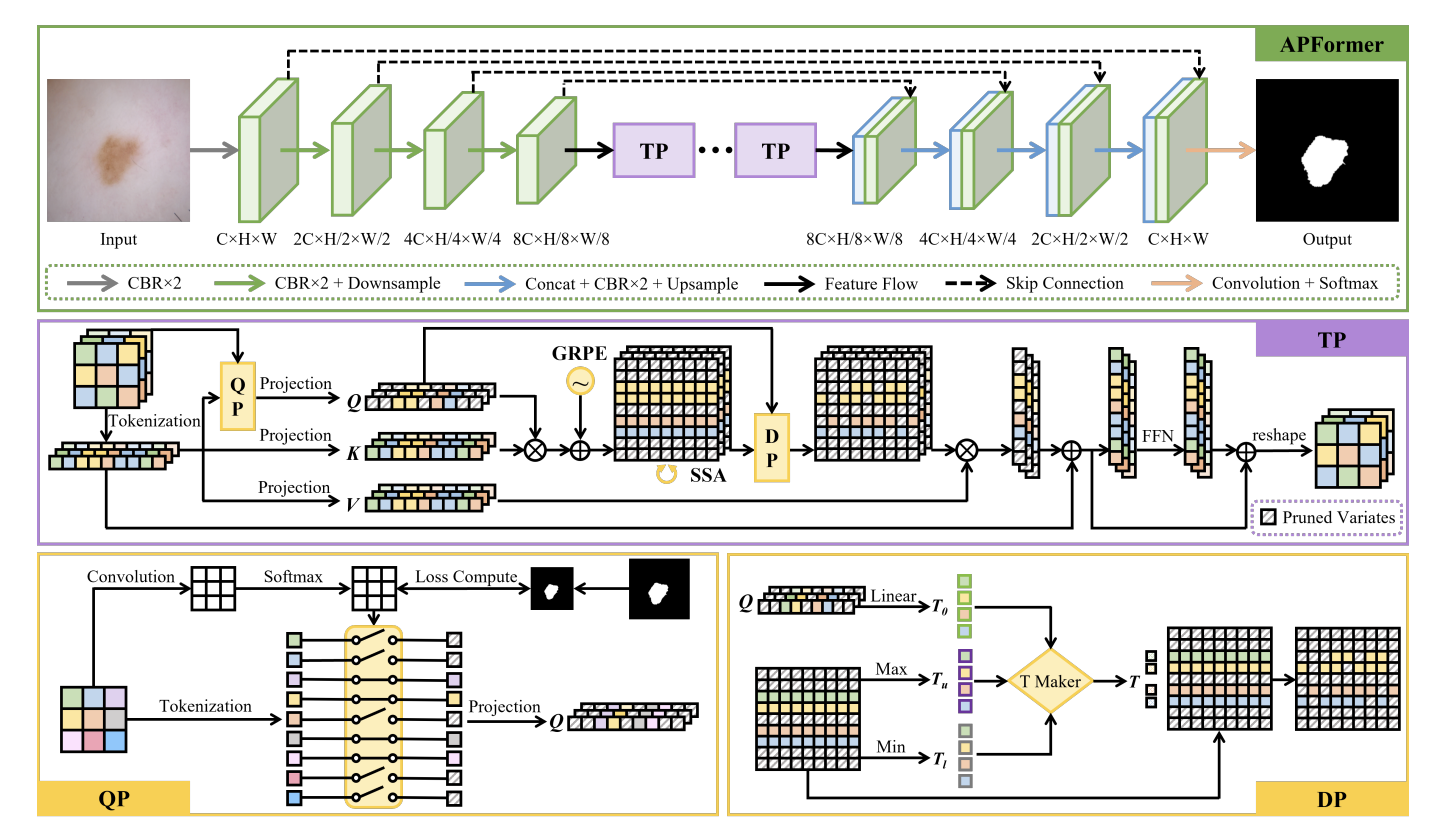 APFormer
TP
TP
Input
C×H×W
2C×H/2×W/2
4C×H/4×W/4
8C×H/8×W/8
8C×H/8×W/8
4C×H/4×W/4
2C×H/2×W/2
C×H×W
Output
CBR×2
CBR×2 + Downsample
Concat + CBR×2 + Upsample
Feature Flow
Skip Connection
Convolution + Softmax
TP
GRPE
~
Q
P
Projection
Q
Tokenization
Projection
K
D
P
FFN
reshape
SSA
Projection
V
Pruned Variates
Convolution
Softmax
Loss Compute
Tokenization
Projection
Q
QP
Q
Linear
T0
Max
Tu
T Maker
T
Min
Tl
DP